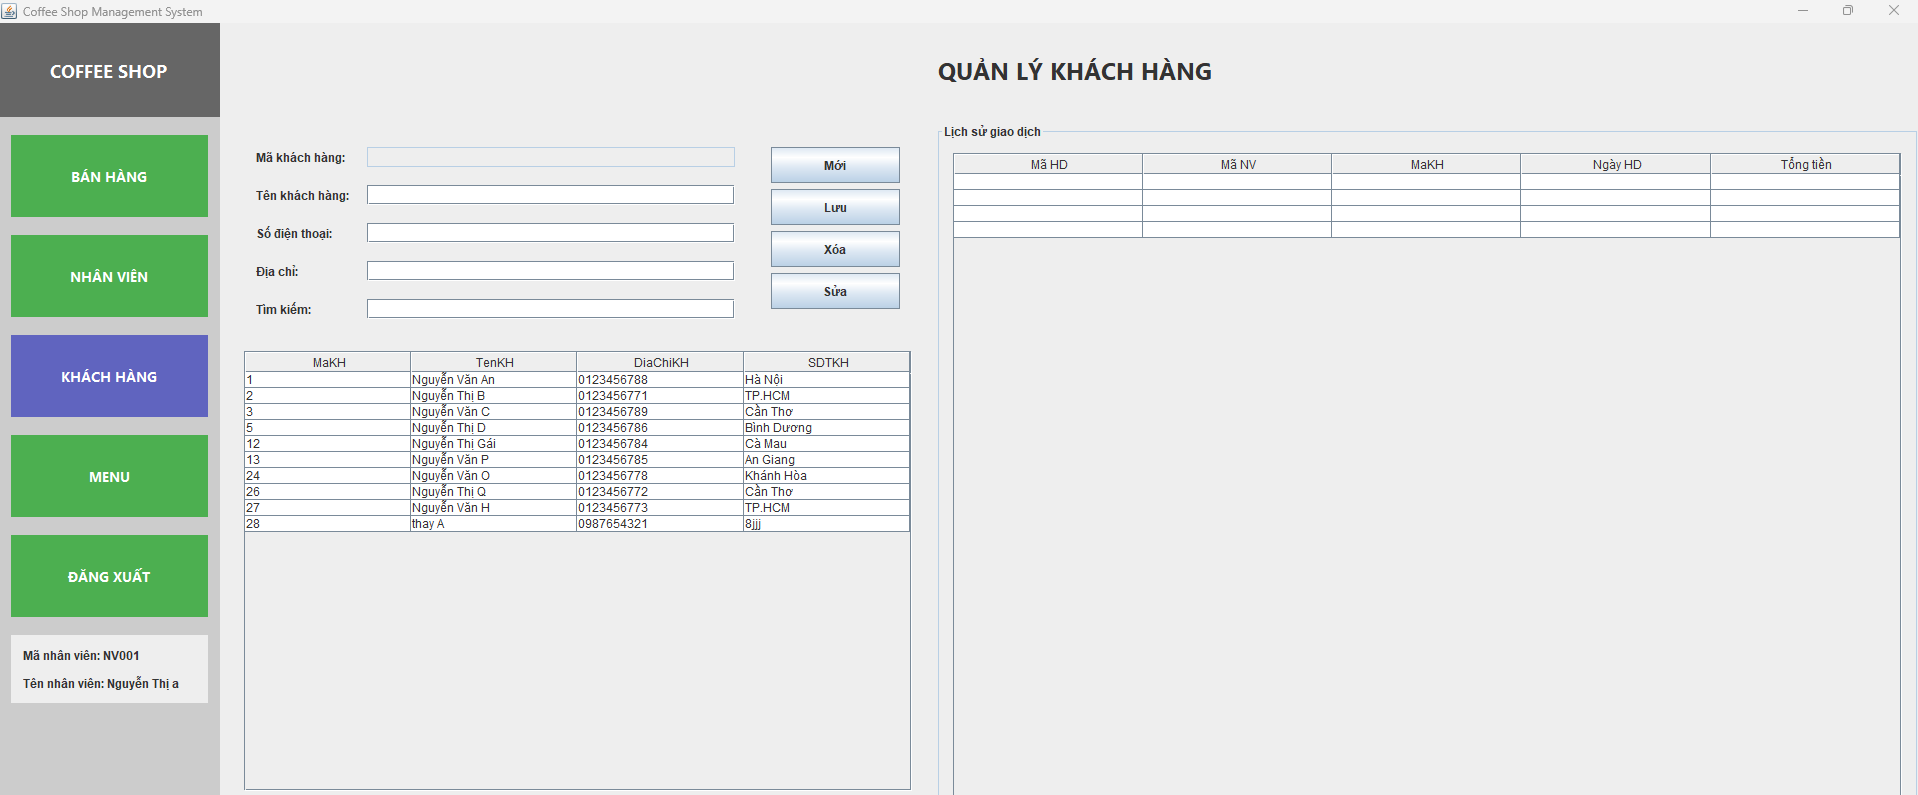 Coffee Shop Management System
COFFEE SHOP
BÁN HÀNG
NHÂN VIÊN
KHÁCH HÀNG
MENU
ĐĂNG XUẤT
Mã nhân viên: NV001
Tên nhân viên: Nguyễn Thị a
QUẢN LÝ KHÁCH HÀNG
Mã khách hàng:
Tên khách hàng:
Số điện thoại:
Địa chỉ:
Tìm kiếm:
Mới
Lưu
Xóa
Sửa
MaKH TenKH DiaChiKH SDTKH
1 Nguyễn Văn An 0123456788 Hà Nội
2 Nguyễn Thị B 0123456771 TP.HCM
3 Nguyễn Văn C 0123456789 Cần Thơ
5 Nguyễn Thị D 0123456786 Bình Dương
12 Nguyễn Thị Gái 0123456784 Cà Mau
13 Nguyễn Văn P 0123456785 An Giang
24 Nguyễn Văn O 0123456778 Khánh Hòa
26 Nguyễn Thị Q 0123456772 Cần Thơ
27 Nguyễn Văn H 0123456773 TP.HCM
28 thay A 0987654321 8jjj
Lịch sử giao dịch
Mã HD Mã NV MaKH Ngày HD Tổng tiền